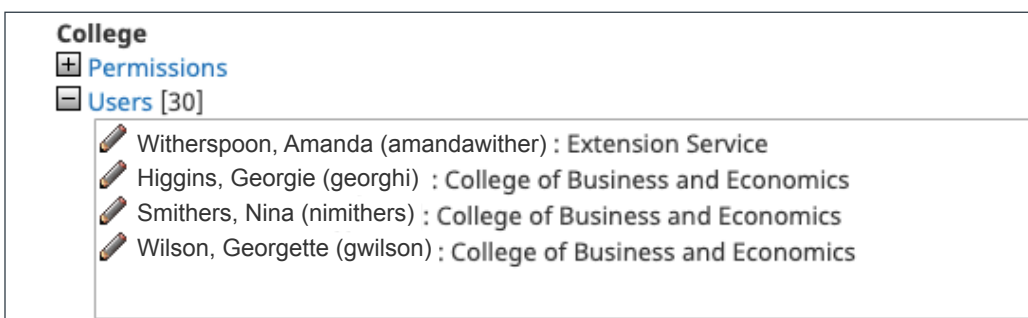 College
Permissions
Users [30]
Witherspoon, Amanda (amandawither) : Extension Service
Higgins, Georgie (georghi) : College of Business and Economics
Smithers, Nina (nimithers) : College of Business and Economics
Wilson, Georgette (gwilson) : College of Business and Economics